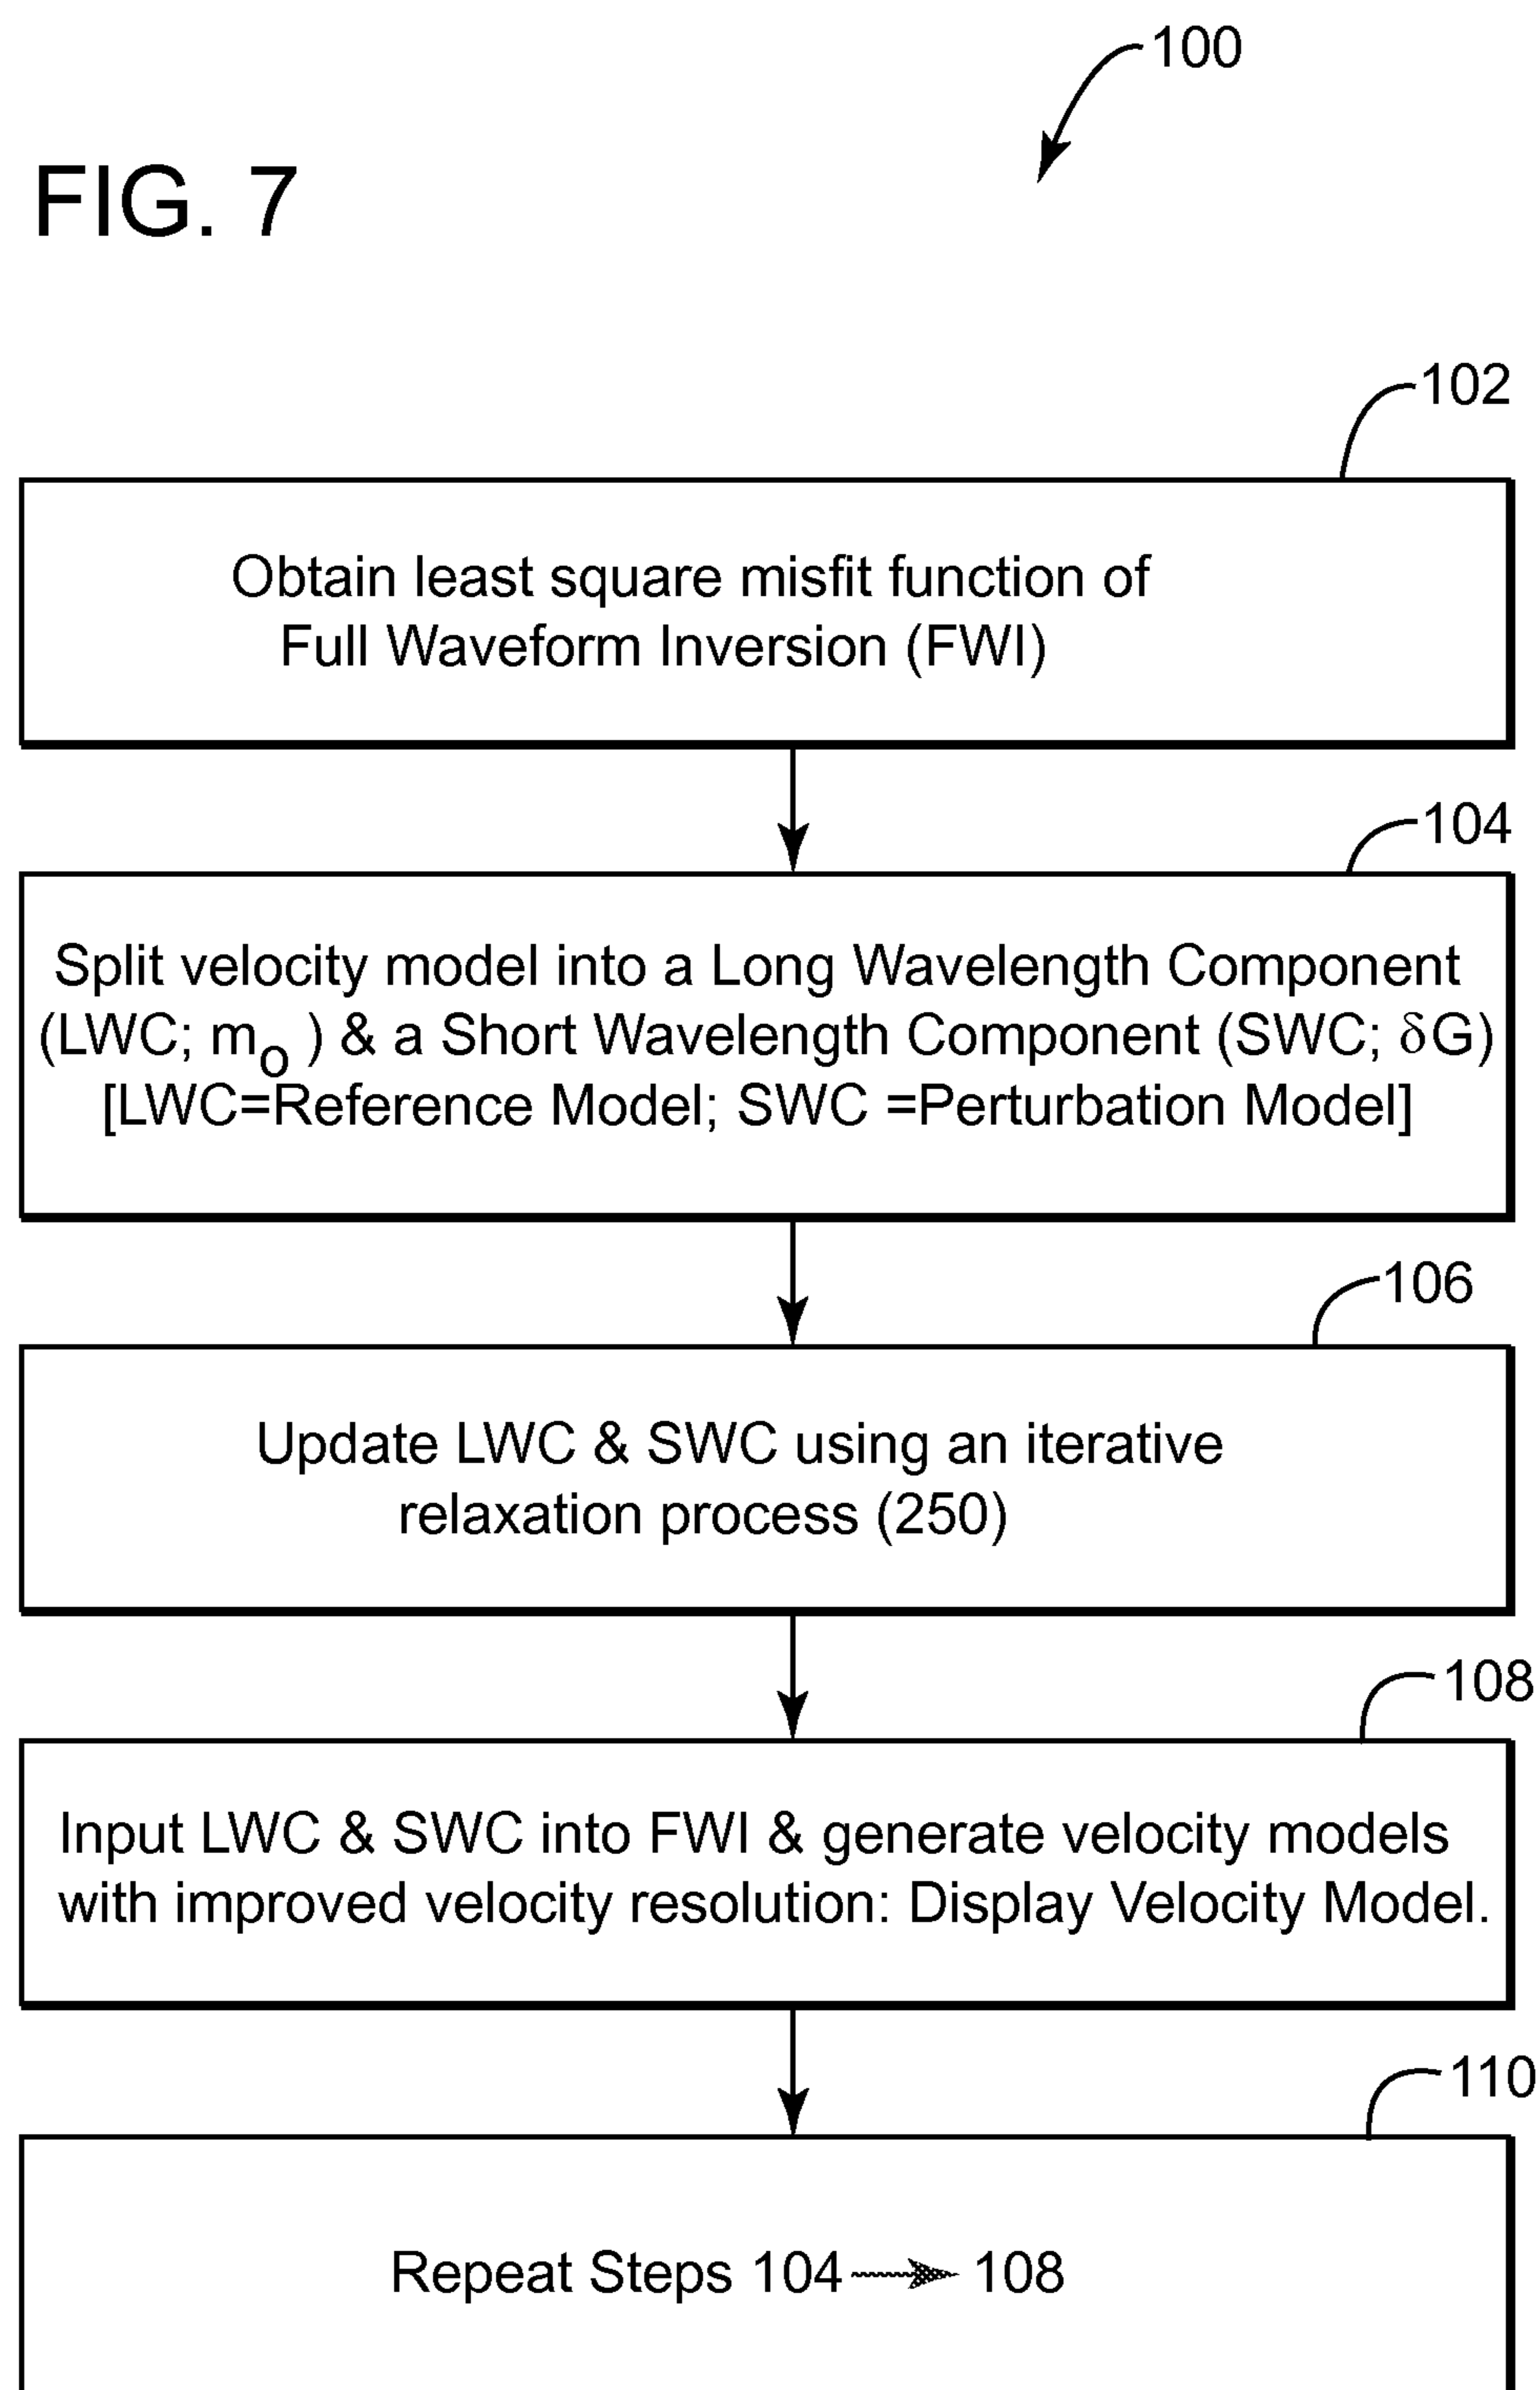 100
FIG. 7
102
Obtain least square misfit function of
Full Waveform Inversion (FWI)
104
Split velocity model into a Long Wavelength Component
(LWC; mo ) & a Short Wavelength Component (SWC; δG)
[LWC=Reference Model; SWC =Perturbation Model]
106
Update LWC & SWC using an iterative
relaxation process (250)
108
Input LWC & SWC into FWI & generate velocity models
with improved velocity resolution: Display Velocity Model.
110
Repeat Steps 104 → 108